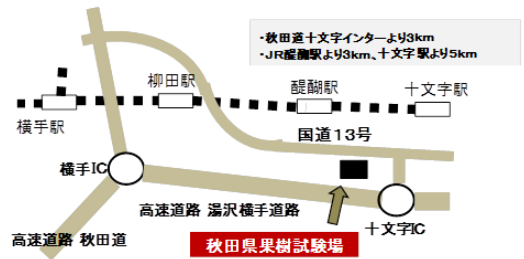 ・秋田道十文字インターより3km
・JR醍醐駅より3km、十文字駅より5km
柳田駅
醍醐駅
十文字駅
横手駅
国道13号
横手IC
高速道路 湯沢横手道路
十文字IC
高速道路 秋田道
秋田県果樹試験場